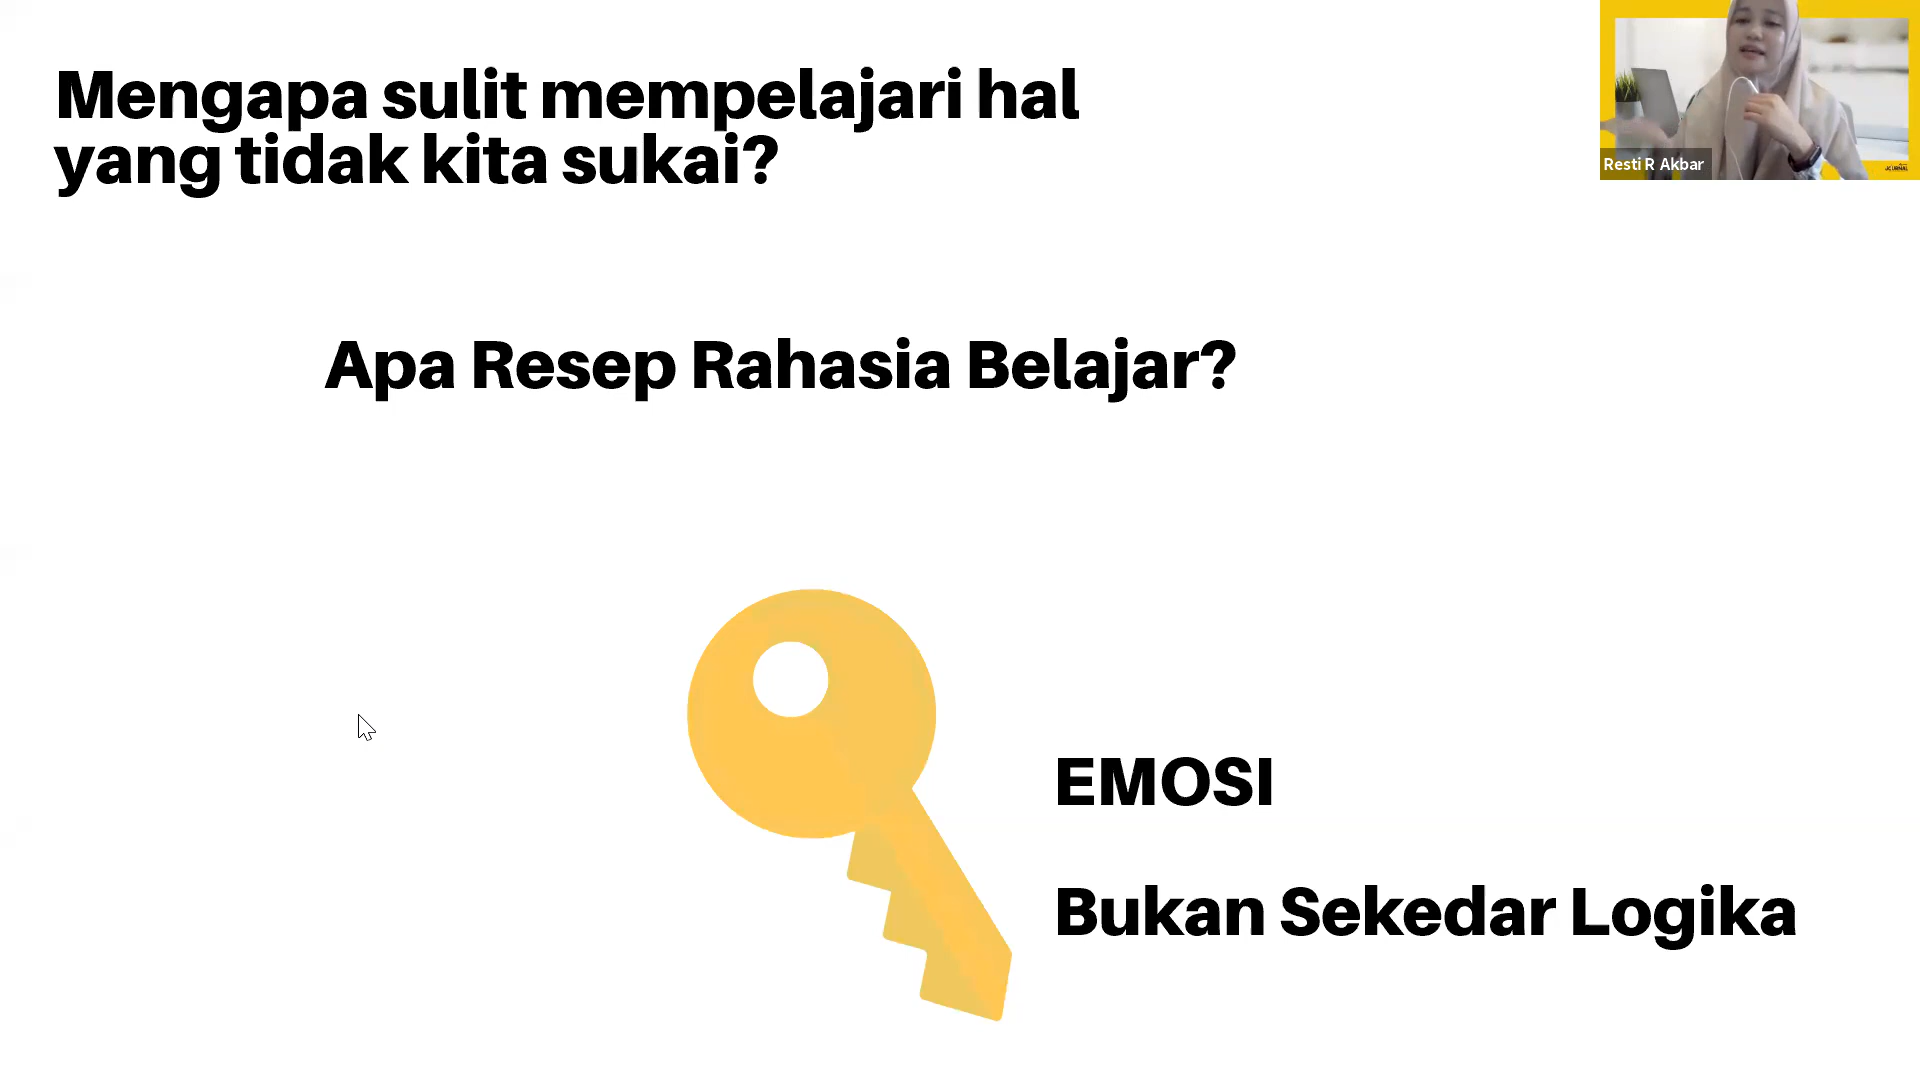 Mengapa sulit mempelajari hal
yang tidak kita sukai?
Resti R Akbar
Apa Resep Rahasia Belajar?
EMOSI
Bukan Sekedar Logika